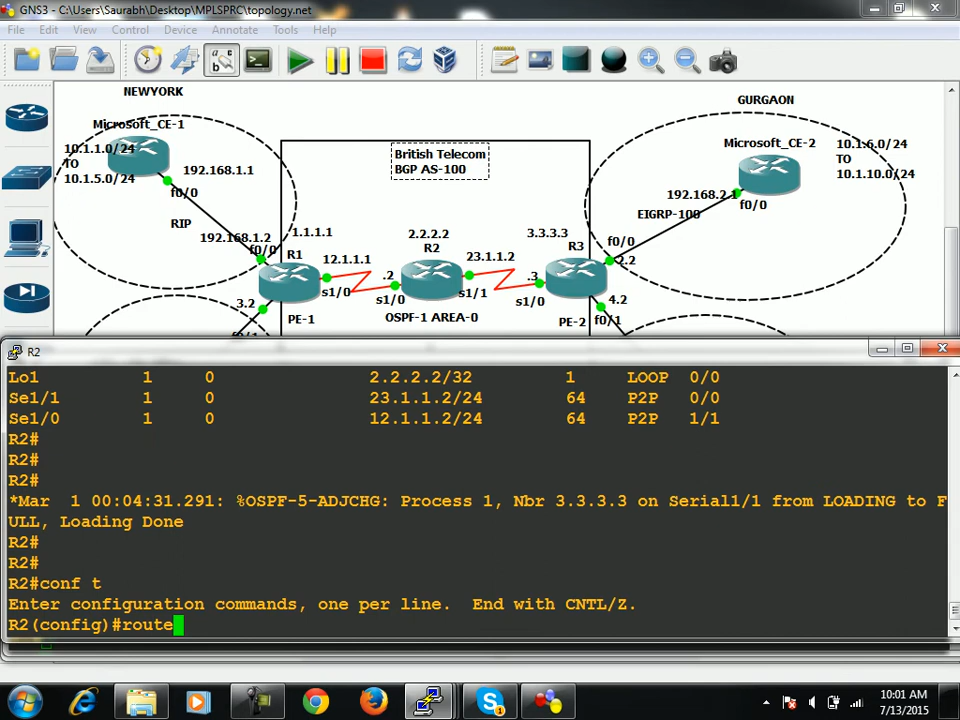 GNS3 - C:\Users\Saurabh\Desktop\MPLSPRC\topology.net
File Edit View Control Device Annotate Tools Help
NEWYORK
GURGAON
Microsoft_CE-1
10.1.1.0/24
TO
10.1.5.0/24
192.168.1.1
f0/0
RIP
192.168.1.2
f0/0
British Telecom
BGP AS-100
Microsoft_CE-2
10.1.6.0/24
TO
10.1.10.0/24
192.168.2.1
f0/0
EIGRP-100
1.1.1.1
R1
12.1.1.1
s1/0
PE-1
3.2
2.2.2.2
R2
.2
s1/0
23.1.1.2
s1/1
OSPF-1 AREA-0
3.3.3.3
R3
.3
s1/0
f0/0
2.2
4.2
f0/1
PE-2
R2
Lo1 1 0 2.2.2.2/32 1 LOOP 0/0
Se1/1 1 0 23.1.1.2/24 64 P2P 0/0
Se1/0 1 0 12.1.1.2/24 64 P2P 1/1
R2#
R2#
R2#
*Mar 1 00:04:31.291: %OSPF-5-ADJCHG: Process 1, Nbr 3.3.3.3 on Serial1/1 from LOADING to F
ULL, Loading Done
R2#
R2#
R2#conf t
Enter configuration commands, one per line. End with CNTL/Z.
R2(config)#route
10:01 AM
7/13/2015